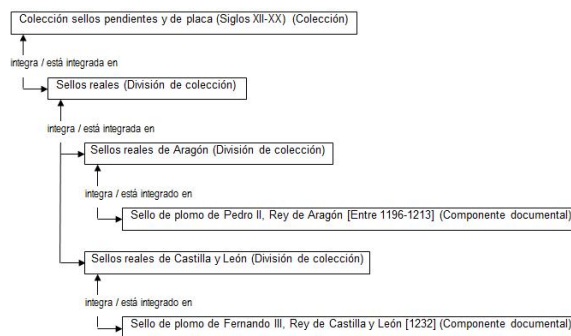 Colección sellos pendientes y de placa (Siglos XII-XX) (Colección)
integra / está integrada en
Sellos reales (División de colección)
integra / está integrada en
Sellos reales de Aragón (División de colección)
integra / está integrado en
Sello de plomo de Pedro II, Rey de Aragón [Entre 1196-1213] (Componente documental)
Sellos reales de Castilla y León (División de colección)
integra / está integrado en
Sello de plomo de Fernando III, Rey de Castilla y León [1232] (Componente documental)